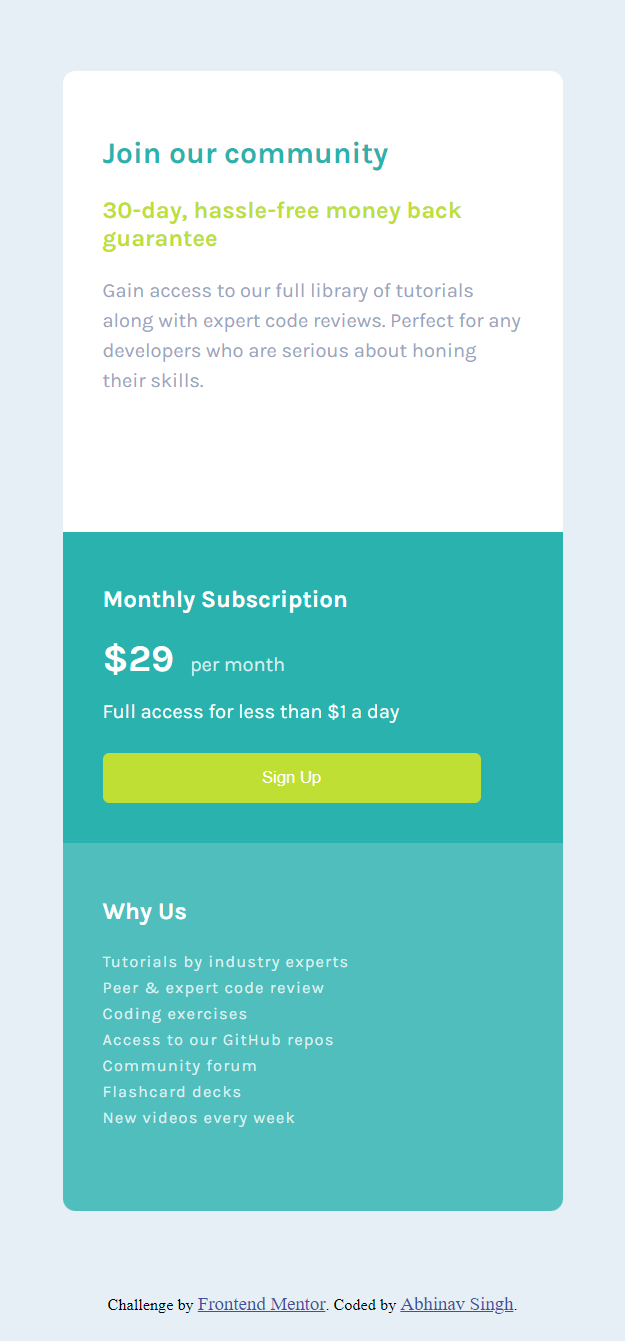 Join our community
30-day, hassle-free money back
guarantee
Gain access to our full library of tutorials
along with expert code reviews. Perfect for any
developers who are serious about honing
their skills.
Monthly Subscription
$29 per month
Full access for less than $1 a day
Sign Up
Why Us
Tutorials by industry experts
Peer & expert code review
Coding exercises
Access to our GitHub repos
Community forum
Flashcard decks
New videos every week
Challenge by Frontend Mentor. Coded by Abhinav Singh.